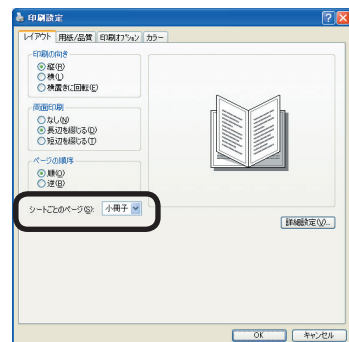 印刷設定
レイアウト 用紙/品質 印刷ｵﾌﾟｼｮﾝ カラー
印刷の向き
縦(R)
横(L)
横置きに回転(E)
両面印刷
なし(N)
長辺を綴じる(D)
短辺を綴じる(T)
ページの順序
順(O)
逆(B)
シートごとのページ(S): 小冊子
詳細設定(V)...
OK キャンセル